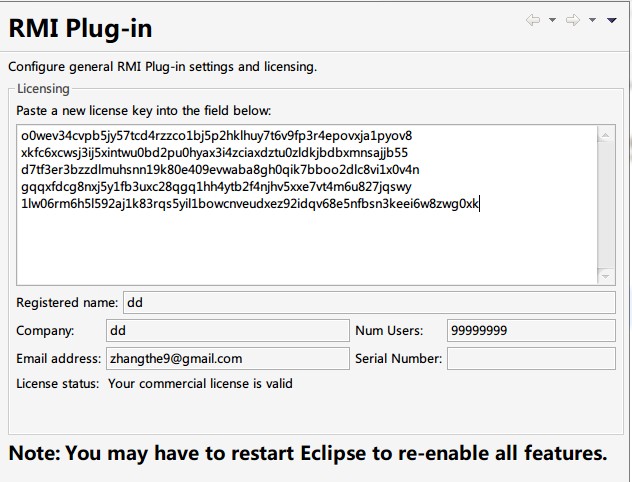 RMI Plug-in
Configure general RMI Plug-in settings and licensing.
Licensing
Paste a new license key into the field below:
o0wev34cvpb5jy57tcd4rzzco1bj5p2hklhuy7t6v9fp3r4epovxja1pyov8
xkfc6xcwsj3ij5xintwu0bd2pu0hyax3i4zciaxdztu0zldkjbdbxmnsajjb55
d7tf3er3bzzdlmuhsnn19k80e409evwaba8gh0qik7bboo2dlc8vi1x0v4n
gqqxfdcg8nxj5y1fb3uxc28qgq1hh4ytb2f4njhv5xxe7vt4m6u827jqswy
1lw06rm6h5l592aj1k83rqs5yil1bowcnveudxez92idqv68e5nfbsn3keei6w8zwg0xk
Registered name: dd
Company: dd Num Users: 99999999
Email address: zhangthe9@gmail.com Serial Number:
License status: Your commercial license is valid
Note: You may have to restart Eclipse to re-enable all features.